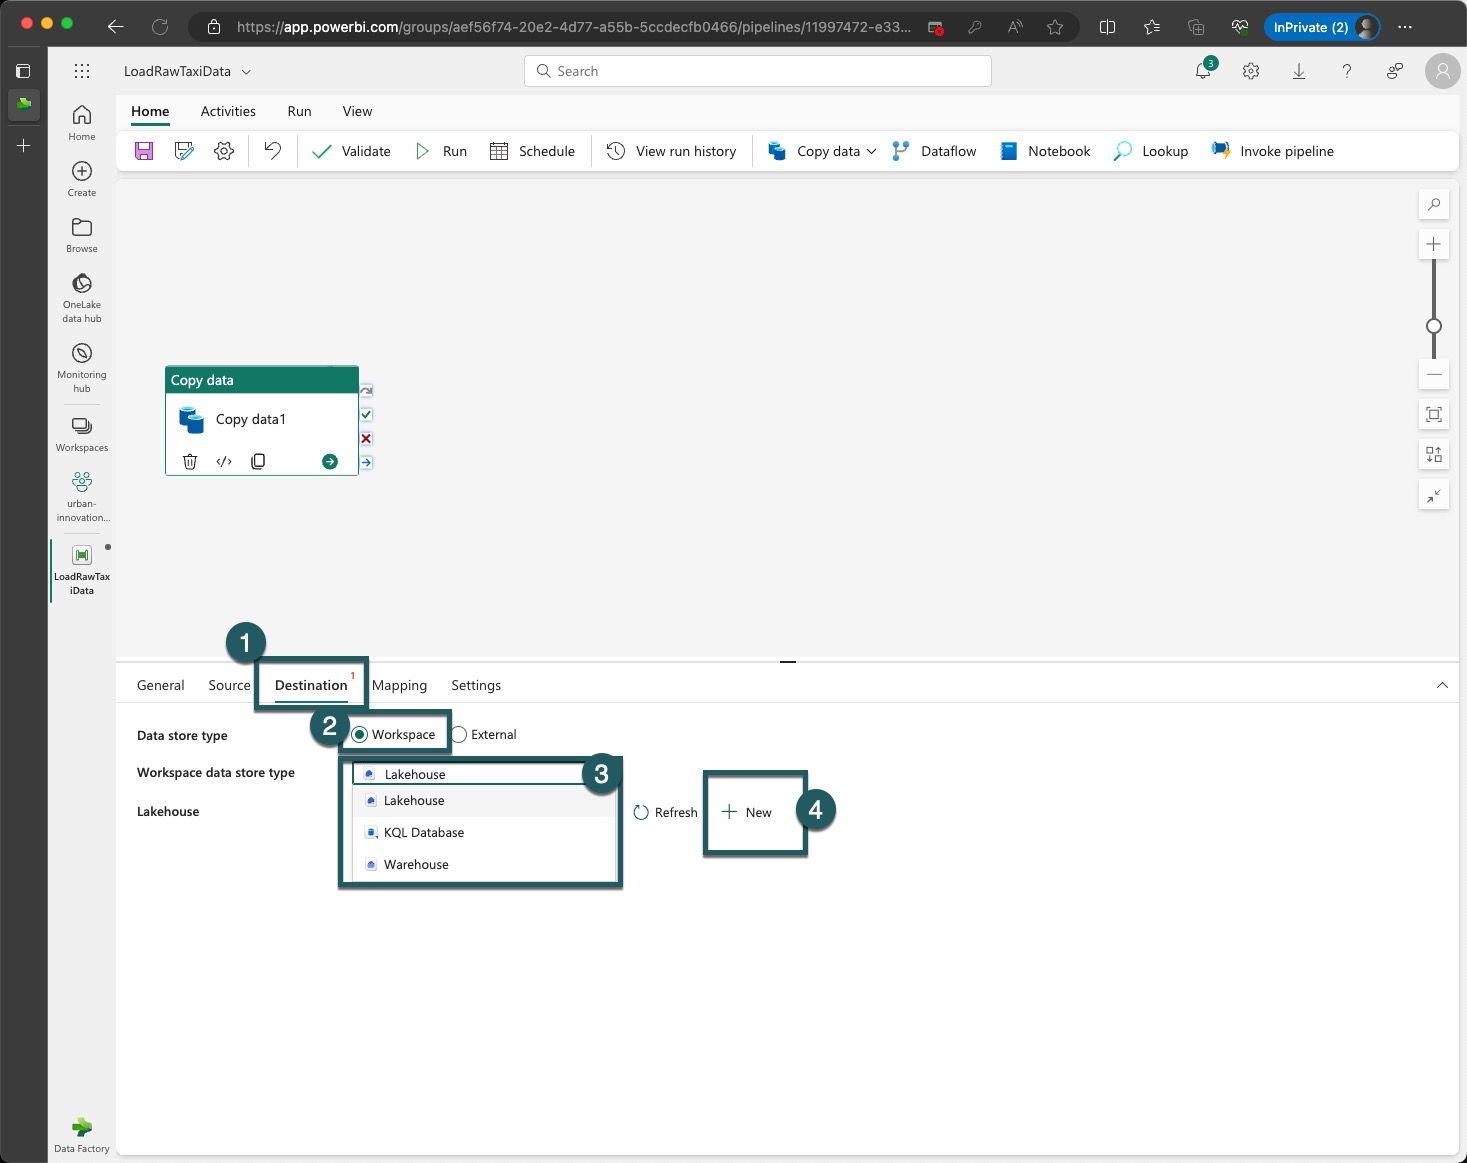 https://app.powerbi.com/groups/aef56f74-20e2-4d77-a55b-5ccdecfb0466/pipelines/11997472-e33...
InPrivate (2)
LoadRawTaxiData
Search
3
Home
Activities
Run
View
Validate
Run
Schedule
View run history
Copy data
Dataflow
Notebook
Lookup
Invoke pipeline
Home
Create
Browse
OneLake
data hub
Monitoring
hub
Workspaces
urban-
innovation...
LoadRawTax
iData
Data Factory
Copy data
Copy data1
1
General
Source
Destination 1
Mapping
Settings
Data store type
2
Workspace
External
Workspace data store type
Lakehouse
3
Lakehouse
Lakehouse
KQL Database
Warehouse
Refresh
New
4